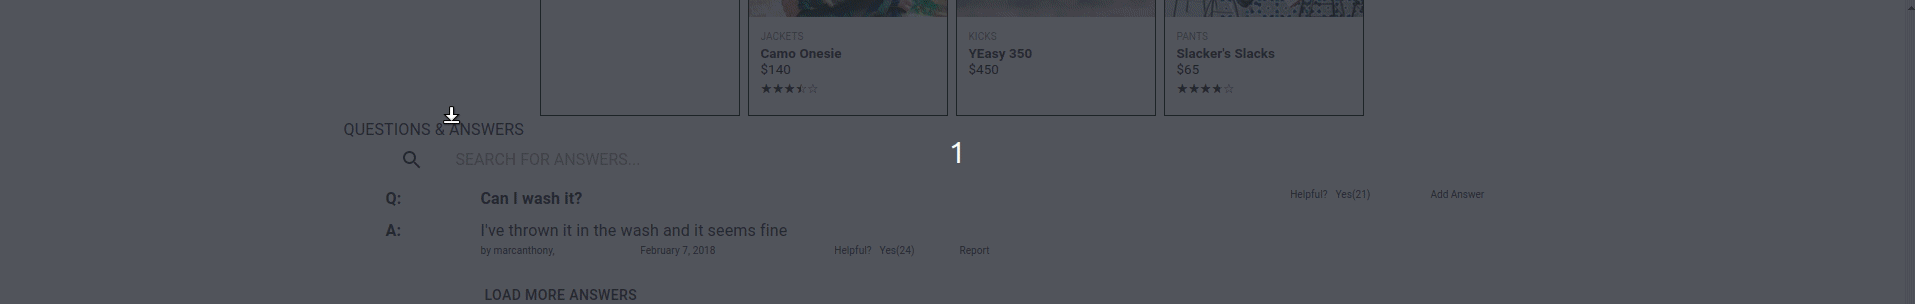 JACKETS
Camo Onesie
$140
★★★⯪☆
KICKS
YEasy 350
$450
PANTS
Slacker's Slacks
$65
★★★★☆
QUESTIONS & ANSWERS
SEARCH FOR ANSWERS...
1
Q: Can I wash it? Helpful? Yes(21) Add Answer
A: I've thrown it in the wash and it seems fine
by marcanthony, February 7, 2018 Helpful? Yes(24) Report
LOAD MORE ANSWERS